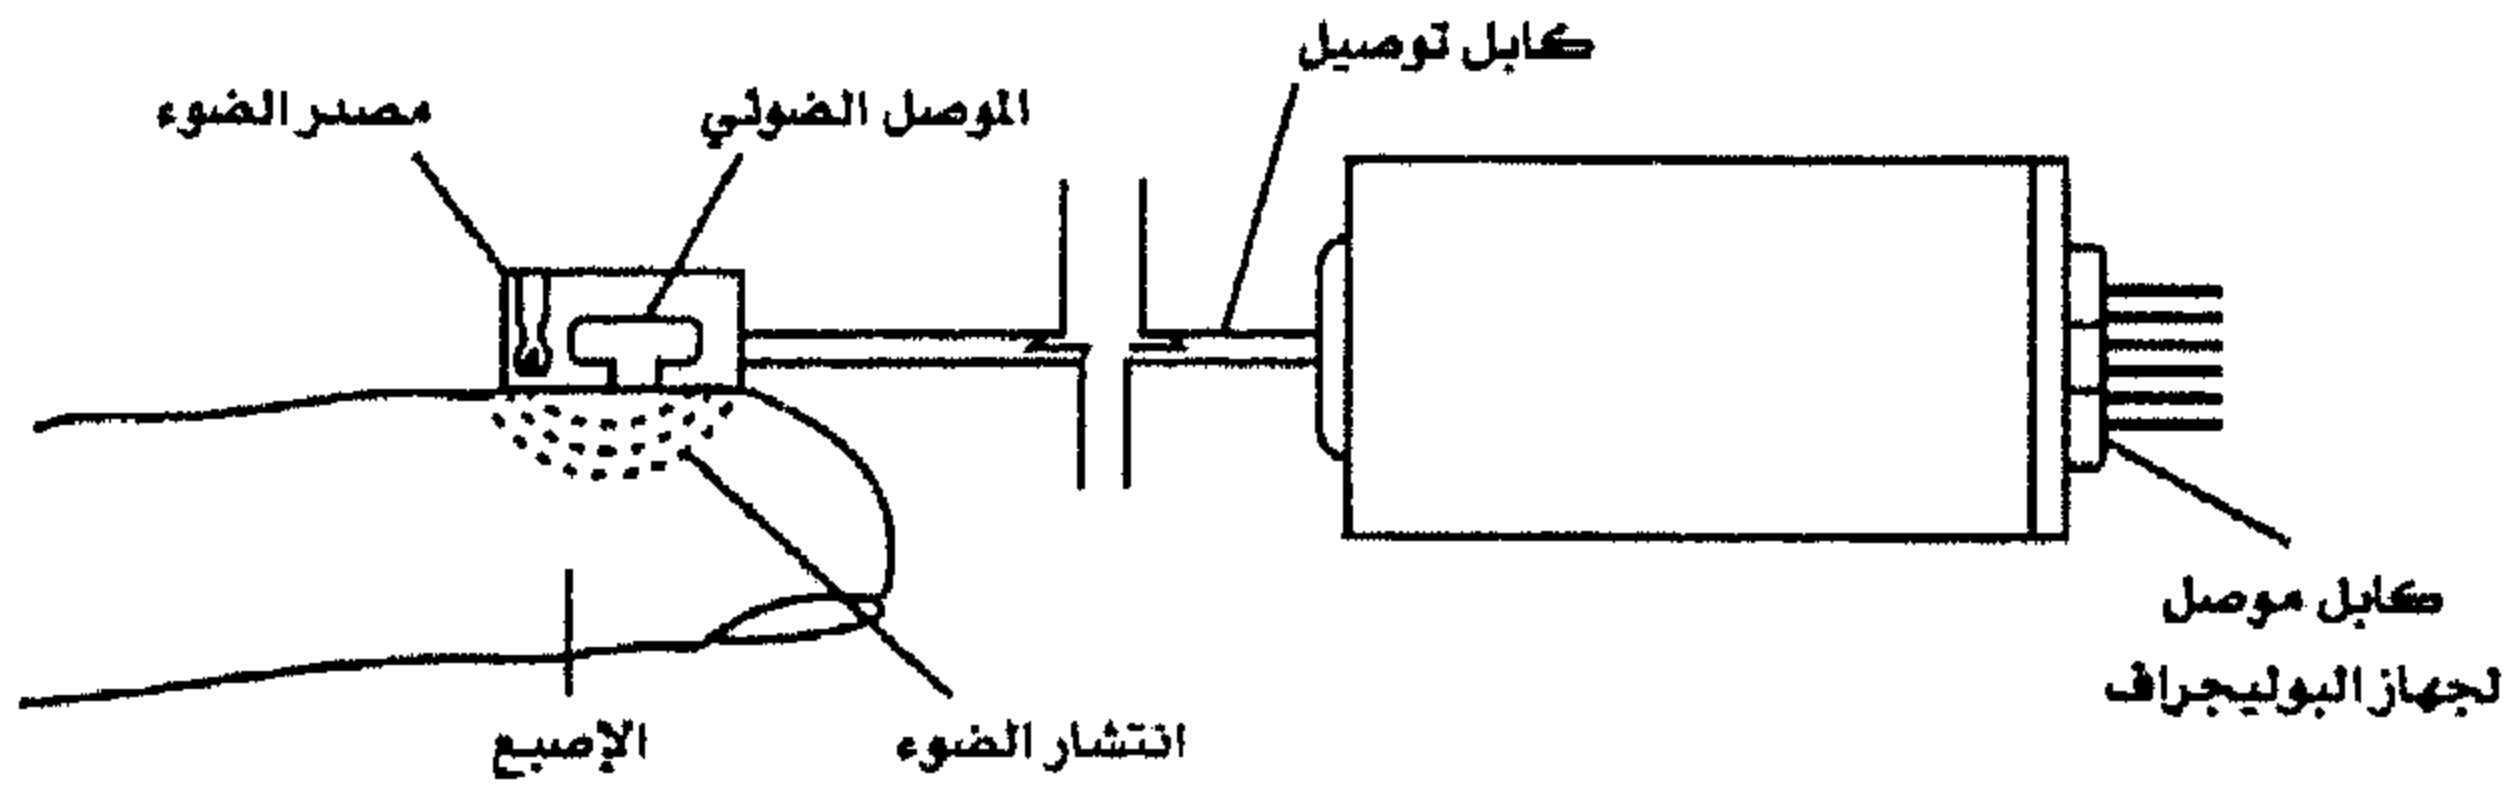 كابل توصيل
الموصل الضوئي
مصدر الضوء
كابل موصل
لجهاز البوليجراف
انتشار الضوء
الإصبع